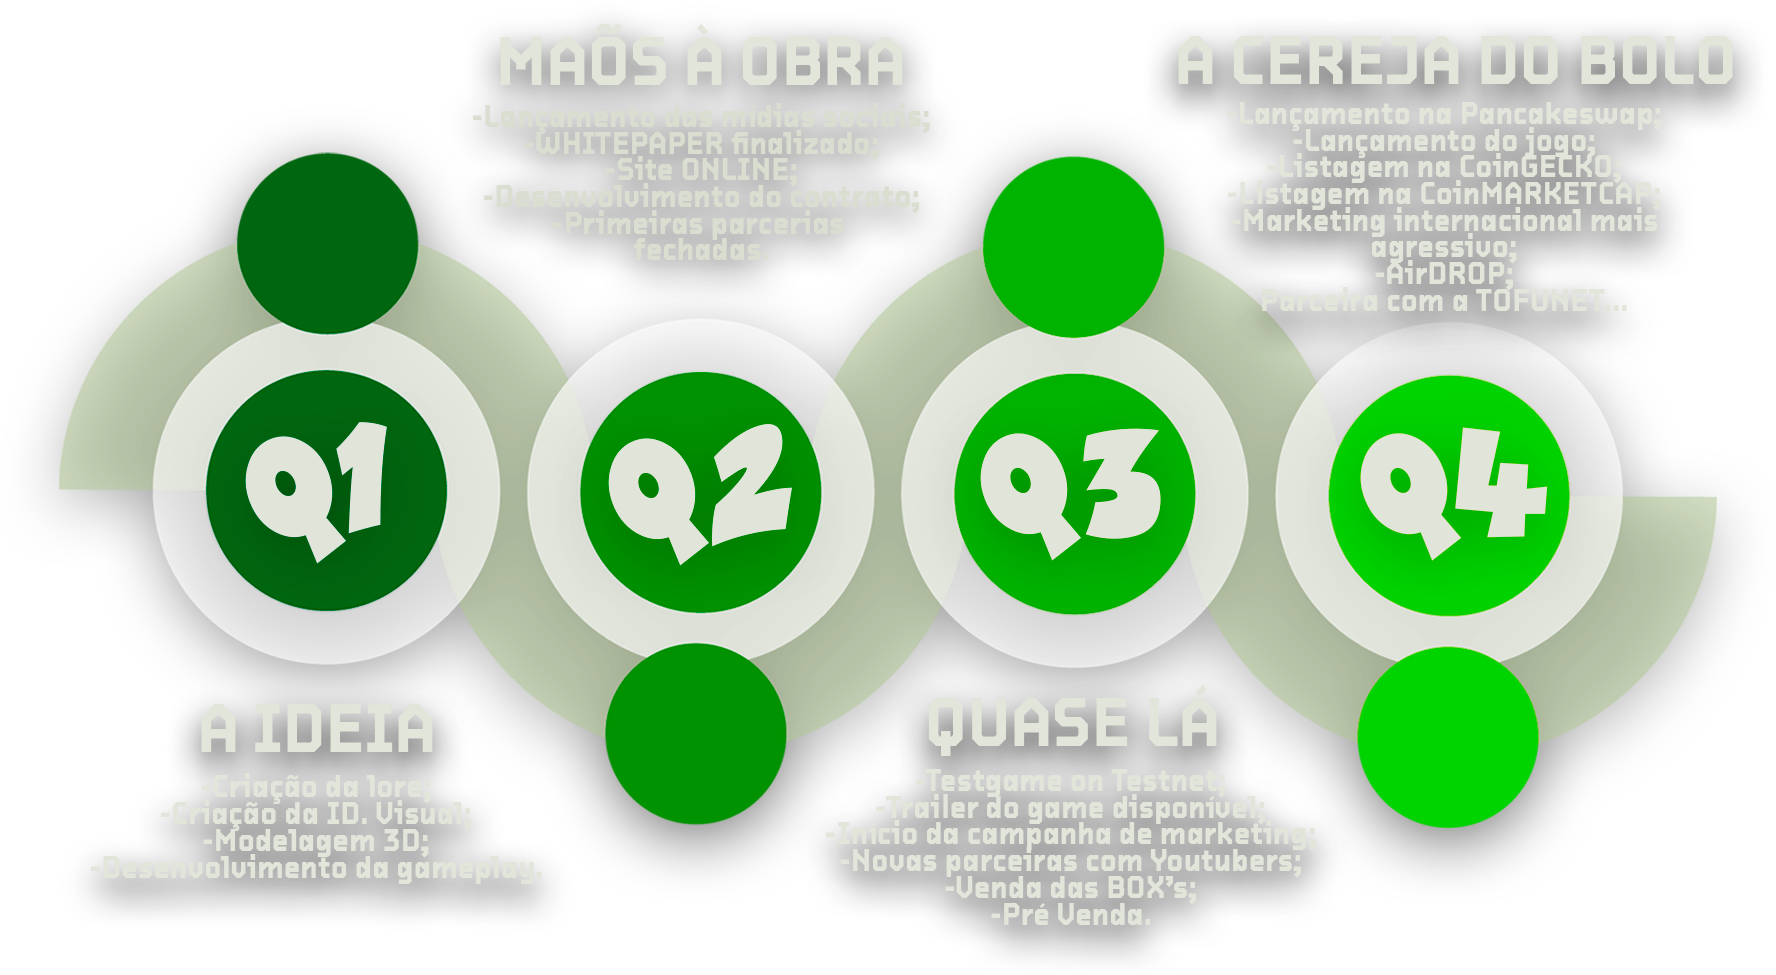 MAÕS À OBRA
-Lançamento das midias sociais;
-WHITEPAPER finalizado;
-Site ONLINE;
-Desenvolvimento do contrato;
-Primeiras parcerias
fechadas.
A CEREJA DO BOLO
Lançamento na Pancakeswap;
-Lançamento do jogo;
-Listagem na CoinGECKO;
-Listagem na CoinMARKETCAP;
-Marketing internacional mais
agressivo;
-AirDROP;
Parceira com a TOFUNET...
Q1
Q2
Q3
Q4
A IDEIA
-Criação da lore;
-Criação da ID. Visual;
-Modelagem 3D;
-Desenvolvimento da gameplay.
QUASE LÁ
-Testgame on Testnet;
-Trailer do game disponível;
-Inicio da campanha de marketing;
-Novas parceiras com Youtubers;
-Venda das BOX's;
-Pré Venda.